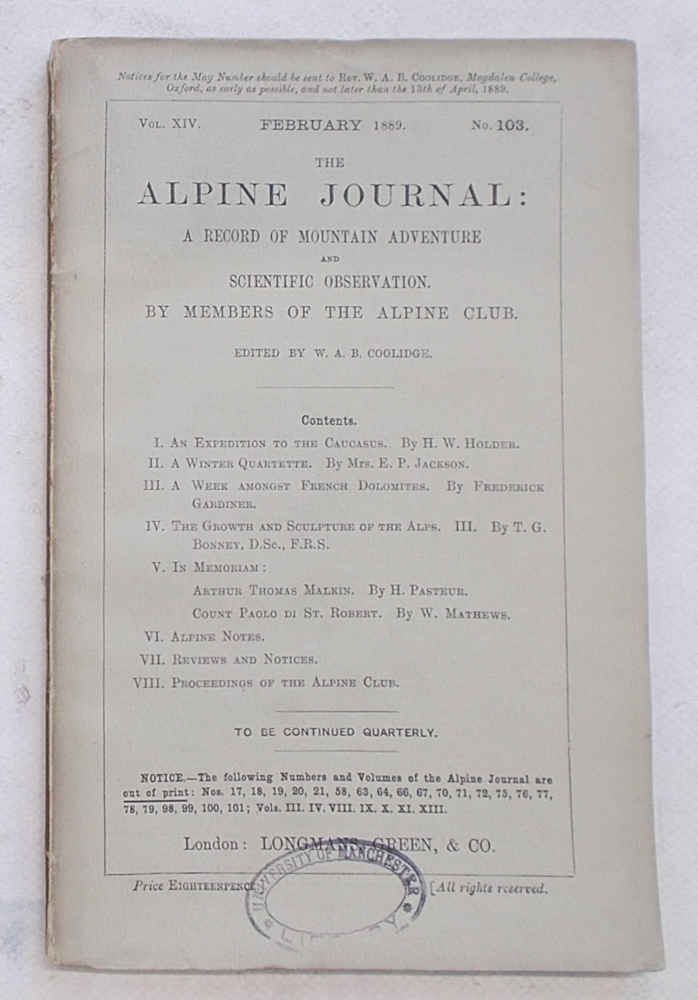 Notices for the May Number should be sent to Rev. W. A. B. Coolidge, Magdalen College,
Oxford, as early as possible, and not later than the 13th of April, 1889.
Vol. XIV. FEBRUARY 1889. No. 103.
THE
ALPINE JOURNAL:
A RECORD OF MOUNTAIN ADVENTURE
AND
SCIENTIFIC OBSERVATION.
BY MEMBERS OF THE ALPINE CLUB.
EDITED BY W. A. B. COOLIDGE.
Contents.
I. An Expedition to the Caucasus. By H. W. Holder.
II. A Winter Quartette. By Mrs. E. P. Jackson.
III. A Week amongst French Dolomites. By Frederick
Gardiner.
IV. The Growth and Sculpture of the Alps. III. By T. G.
Bonney, D.Sc., F.R.S.
V. In Memoriam:
Arthur Thomas Malkin. By H. Pasteur.
Count Paolo di St. Robert. By W. Mathews.
VI. Alpine Notes.
VII. Reviews and Notices.
VIII. Proceedings of the Alpine Club.
TO BE CONTINUED QUARTERLY.
NOTICE.—The following Numbers and Volumes of the Alpine Journal are
out of print: Nos. 17, 18, 19, 20, 21, 58, 63, 64, 66, 67, 70, 71, 72, 75, 76, 77,
78, 79, 98, 99, 100, 101; Vols. III. IV. VIII. IX. X. XI. XIII.
London: LONGMANS, GREEN, & CO.
UNIVERSITY OF MANCHESTER
Price Eighteenpence [All rights reserved.